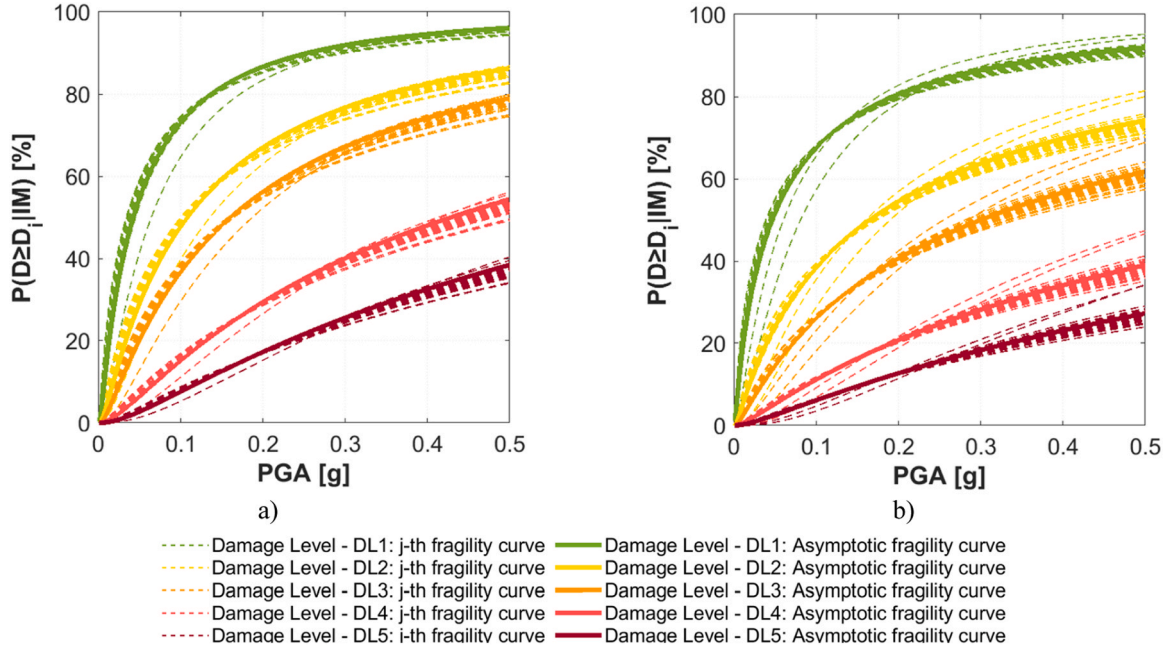 100
80
60
40
20
0
P(D≥Dᵢ|IM) [%]
0 0.1 0.2 0.3 0.4 0.5
PGA [g]
a)
100
80
60
40
20
0
P(D≥Dᵢ|IM) [%]
0 0.1 0.2 0.3 0.4 0.5
PGA [g]
b)
Damage Level - DL1: j-th fragility curve Damage Level - DL1: Asymptotic fragility curve
Damage Level - DL2: j-th fragility curve Damage Level - DL2: Asymptotic fragility curve
Damage Level - DL3: j-th fragility curve Damage Level - DL3: Asymptotic fragility curve
Damage Level - DL4: j-th fragility curve Damage Level - DL4: Asymptotic fragility curve
Damage Level - DL5: j-th fragility curve Damage Level - DL5: Asymptotic fragility curve